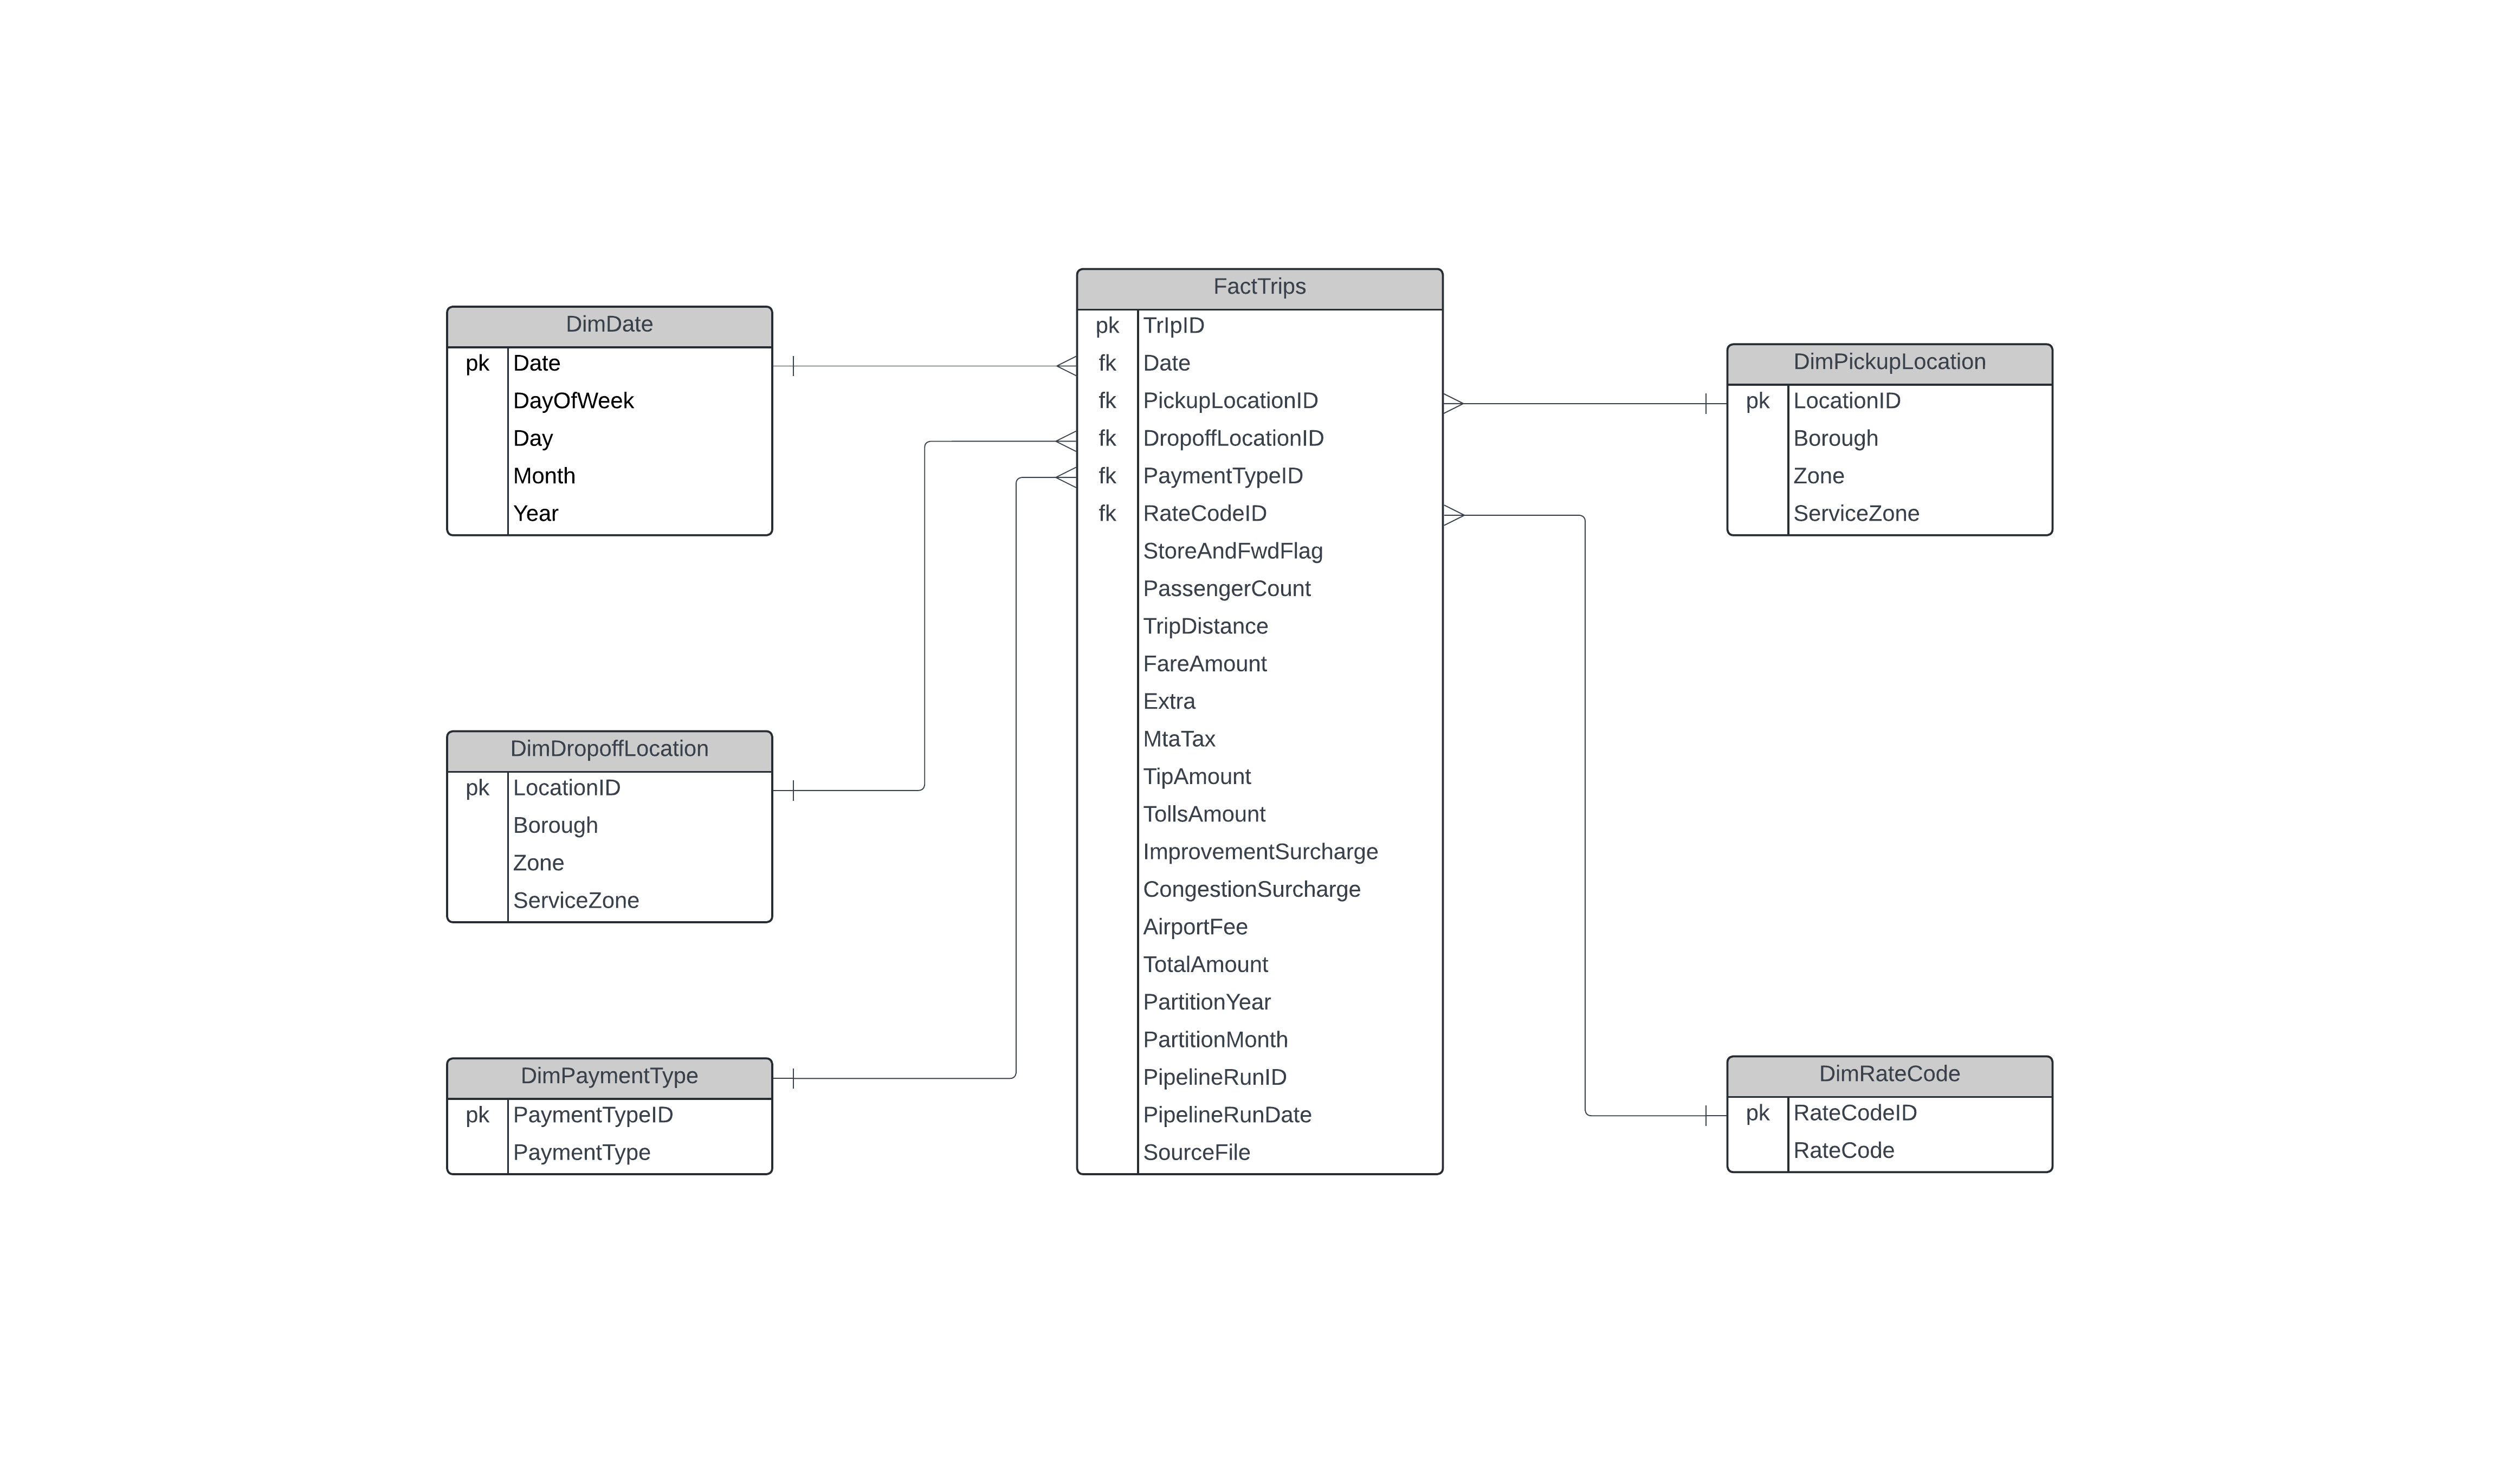 DimDate
pk Date
DayOfWeek
Day
Month
Year
DimDropoffLocation
pk LocationID
Borough
Zone
ServiceZone
DimPaymentType
pk PaymentTypeID
PaymentType
FactTrips
pk TrIpID
fk Date
fk PickupLocationID
fk DropoffLocationID
fk PaymentTypeID
fk RateCodeID
StoreAndFwdFlag
PassengerCount
TripDistance
FareAmount
Extra
MtaTax
TipAmount
TollsAmount
ImprovementSurcharge
CongestionSurcharge
AirportFee
TotalAmount
PartitionYear
PartitionMonth
PipelineRunID
PipelineRunDate
SourceFile
DimPickupLocation
pk LocationID
Borough
Zone
ServiceZone
DimRateCode
pk RateCodeID
RateCode